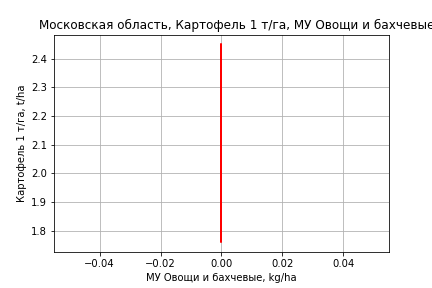 Московская область, Картофель 1 т/га, МУ Овощи и бахчевые
2.4
2.3
2.2
2.1
2.0
1.9
1.8
Картофель 1 т/га, t/ha
−0.04 −0.02 0.00 0.02 0.04
МУ Овощи и бахчевые, kg/ha